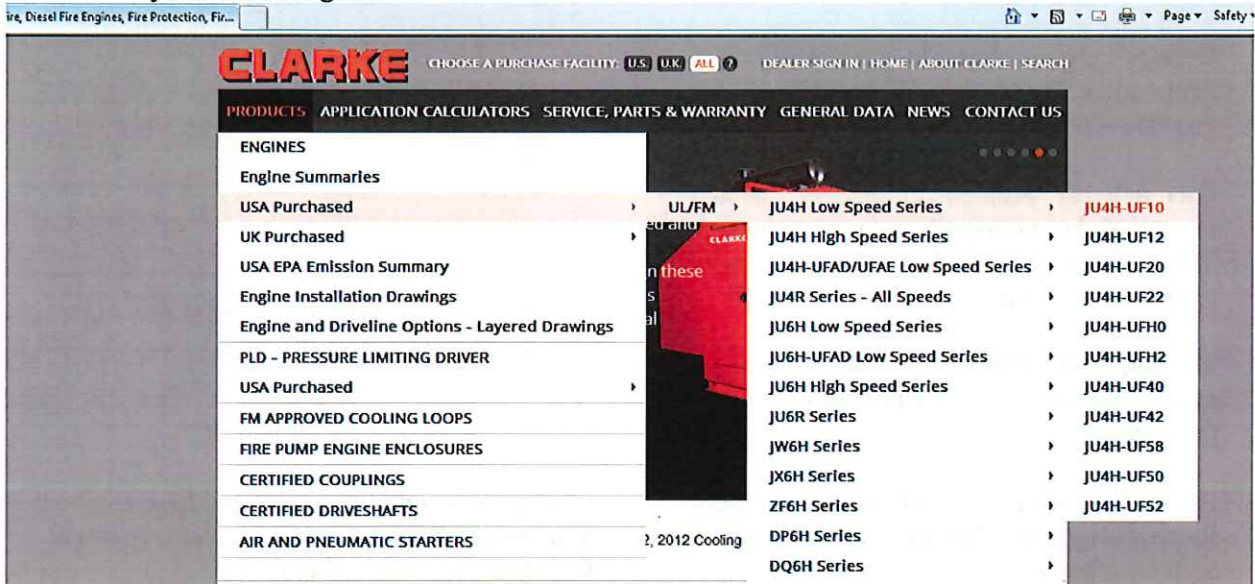 ire, Diesel Fire Engines, Fire Protection, Fir...
Page Safety
CLARKE
CHOOSE A PURCHASE FACILITY: U.S. U.K. ALL ? DEALER SIGN IN | HOME | ABOUT CLARKE | SEARCH
PRODUCTS APPLICATION CALCULATORS SERVICE, PARTS & WARRANTY GENERAL DATA NEWS CONTACT US
ENGINES
Engine Summaries
USA Purchased
UK Purchased
USA EPA Emission Summary
Engine Installation Drawings
Engine and Driveline Options - Layered Drawings
PLD - PRESSURE LIMITING DRIVER
USA Purchased
FM APPROVED COOLING LOOPS
FIRE PUMP ENGINE ENCLOSURES
CERTIFIED COUPLINGS
CERTIFIED DRIVESHAFTS
AIR AND PNEUMATIC STARTERS
UL/FM
ed and
CLARKE
n these
s
al
2, 2012 Cooling
JU4H Low Speed Series
JU4H High Speed Series
JU4H-UFAD/UFAE Low Speed Series
JU4R Series - All Speeds
JU6H Low Speed Series
JU6H-UFAD Low Speed Series
JU6H High Speed Series
JU6R Series
JW6H Series
JX6H Series
ZF6H Series
DP6H Series
DQ6H Series
JU4H-UF10
JU4H-UF12
JU4H-UF20
JU4H-UF22
JU4H-UFH0
JU4H-UFH2
JU4H-UF40
JU4H-UF42
JU4H-UF58
JU4H-UF50
JU4H-UF52